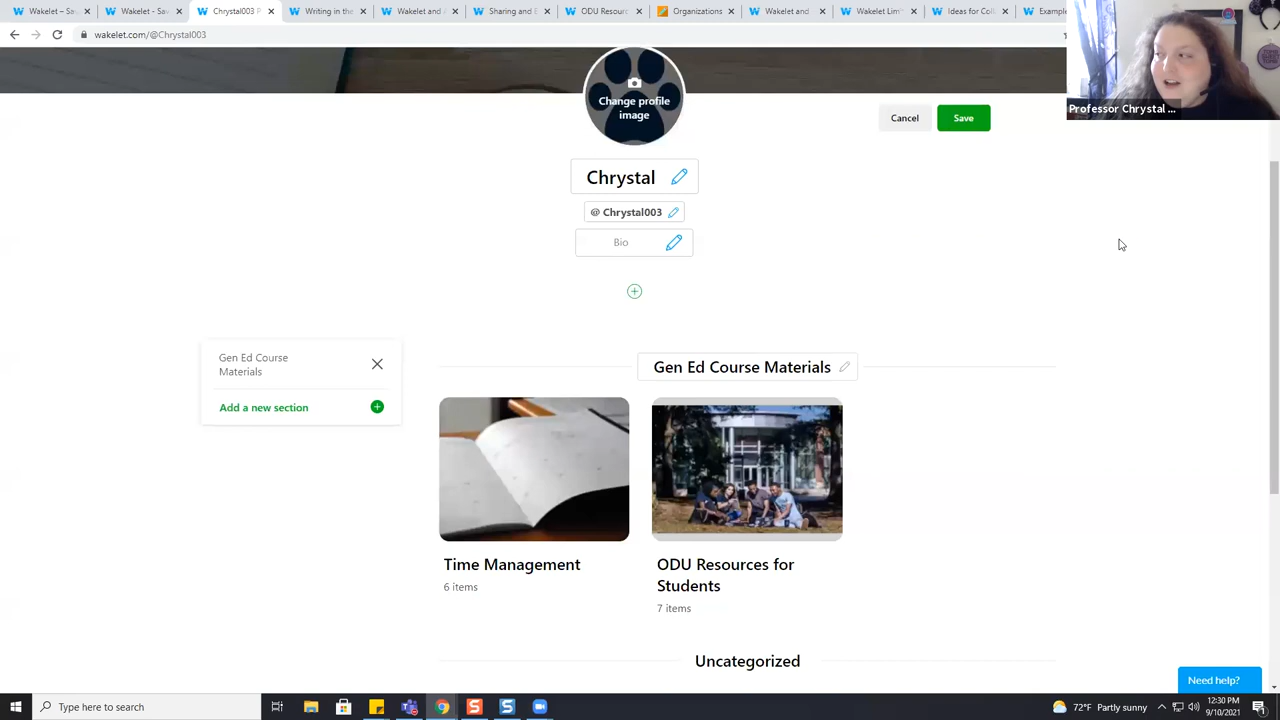 Wakelet – Sav
Wakelet - Sav
Chrystal003 P
Writing in the
Wakelet and A
Sharing and E
ODU Resourc
Organizations
Wakelet and
Wakelet Lim
Ideas for Coll
Example
wakelet.com/@Chrystal003
Change profile
image
Cancel
Save
Professor Chrystal ...
Chrystal
@ Chrystal003
Bio
Gen Ed Course
Materials
Add a new section
Gen Ed Course Materials
Time Management
6 items
ODU Resources for
Students
7 items
Uncategorized
Need help?
Type here to search
72°F Partly sunny
12:30 PM
9/10/2021